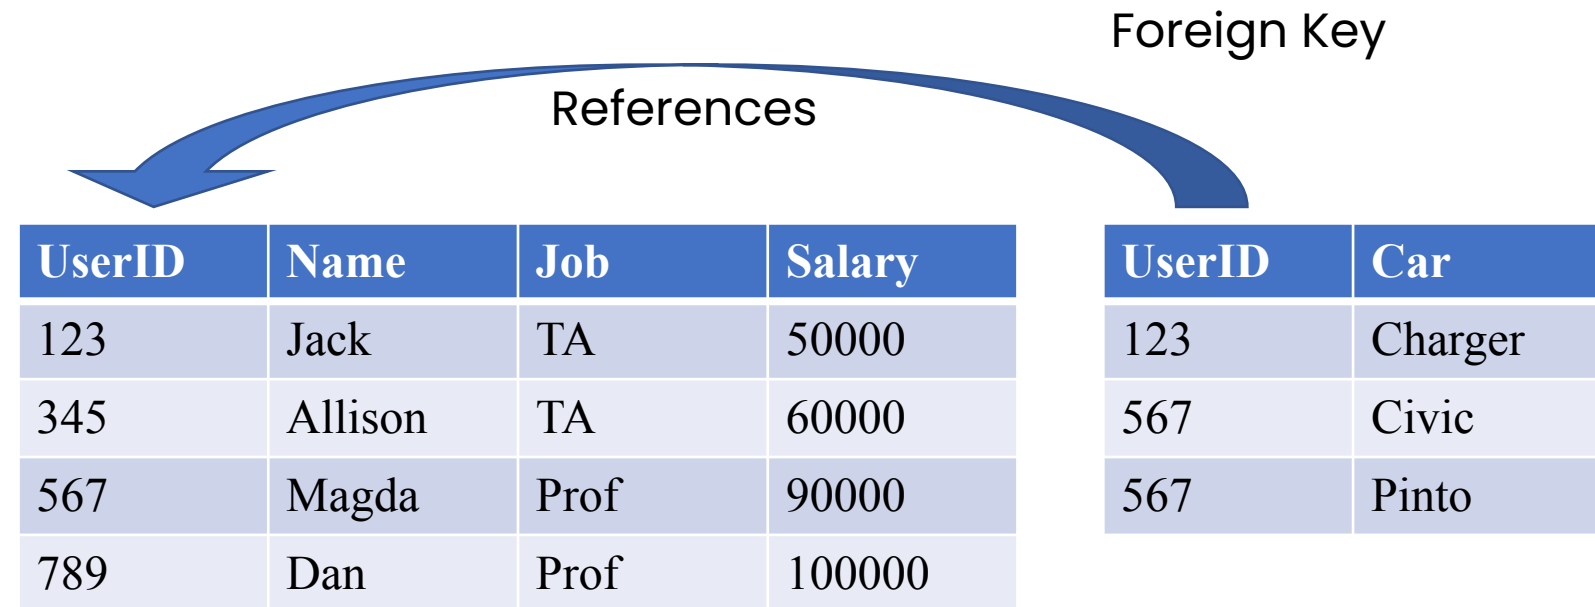 Foreign Key
References
UserID Name Job Salary
123 Jack TA 50000
345 Allison TA 60000
567 Magda Prof 90000
789 Dan Prof 100000
UserID Car
123 Charger
567 Civic
567 Pinto